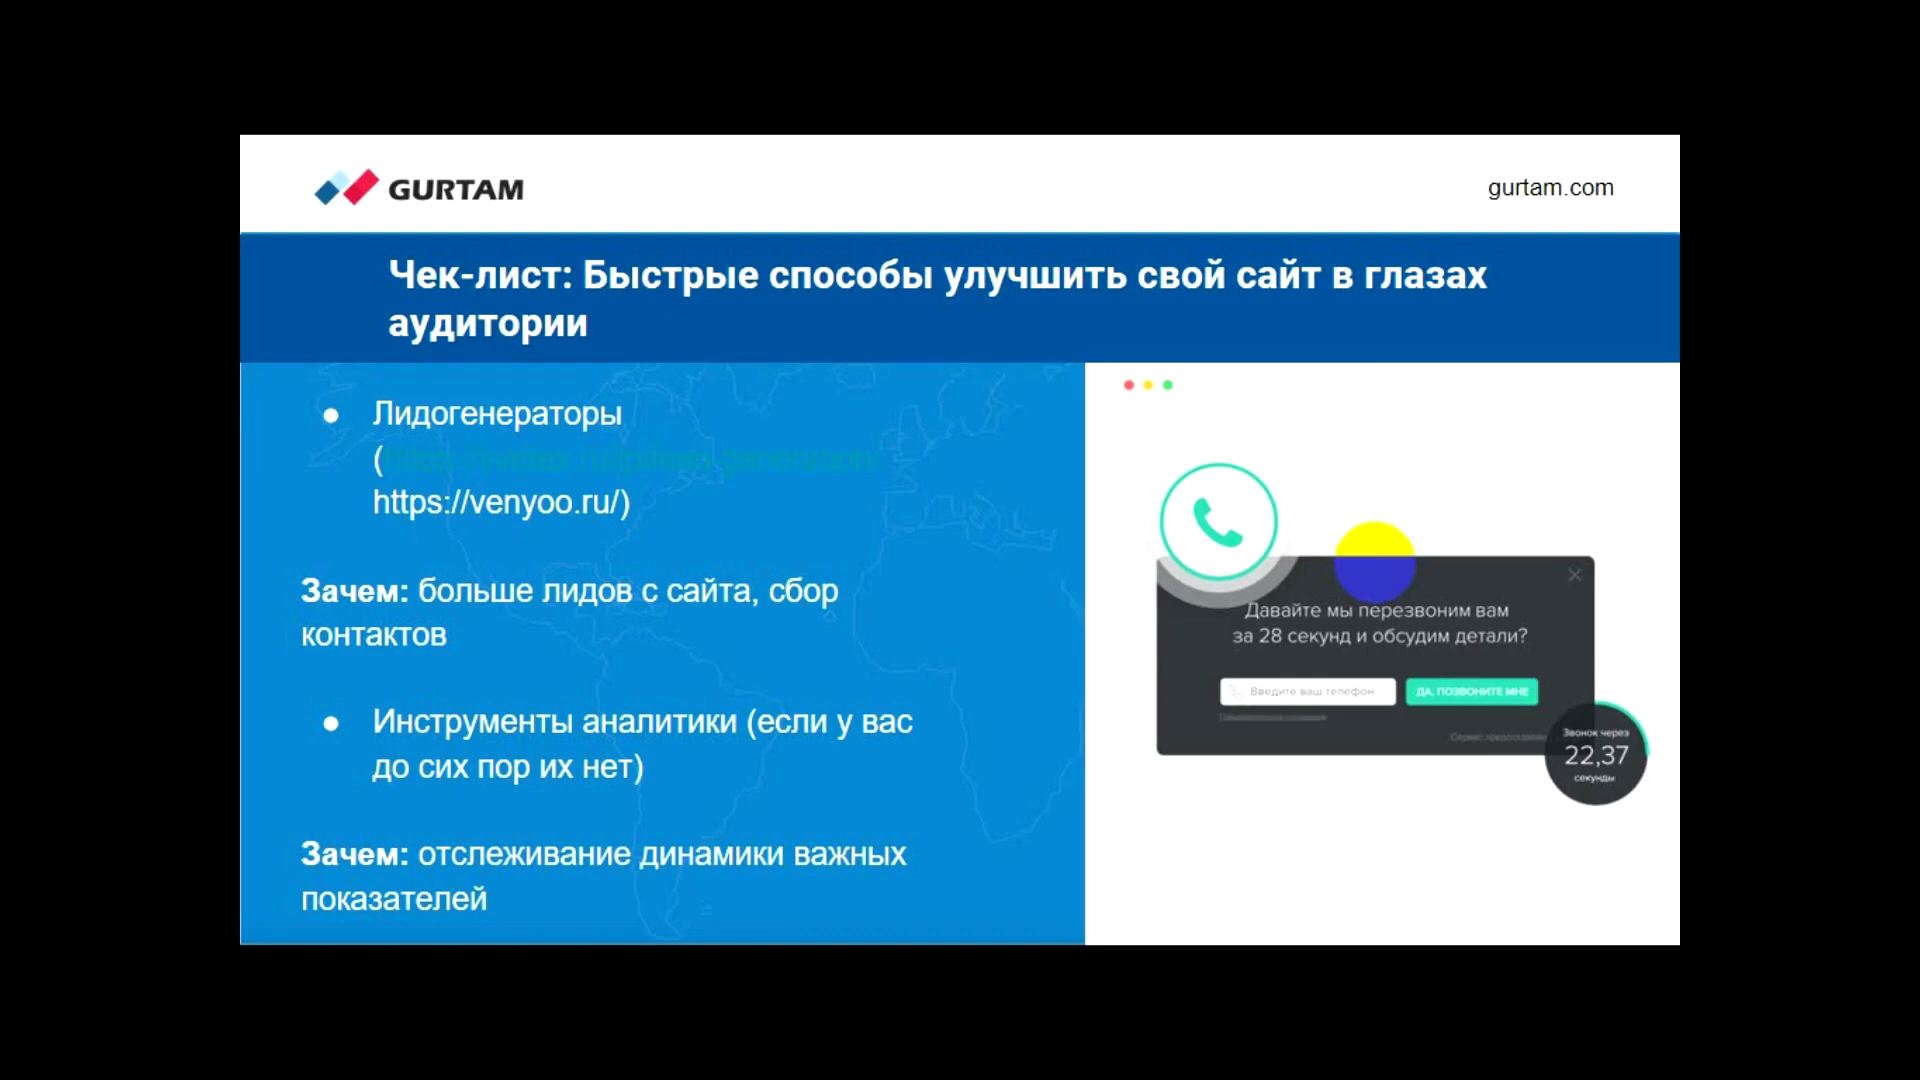 GURTAM
gurtam.com
Чек-лист: Быстрые способы улучшить свой сайт в глазах
аудитории
● Лидогенераторы
(
https://venyoo.ru/)
Зачем: больше лидов с сайта, сбор
контактов
● Инструменты аналитики (если у вас
до сих пор их нет)
Зачем: отслеживание динамики важных
показателей
Давайте мы перезвоним вам
за 28 секунд и обсудим детали?
Введите ваш телефон
ДА, ПОЗВОНИТЕ МНЕ
Звонок через
22,37
секунды